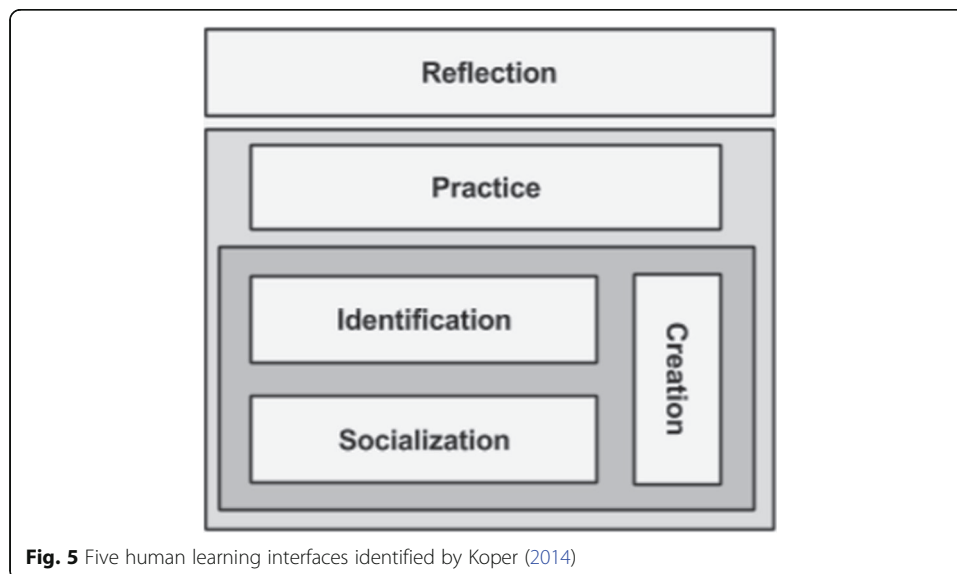 Reflection
Practice
Identification
Creation
Socialization
Fig. 5 Five human learning interfaces identified by Koper (2014)